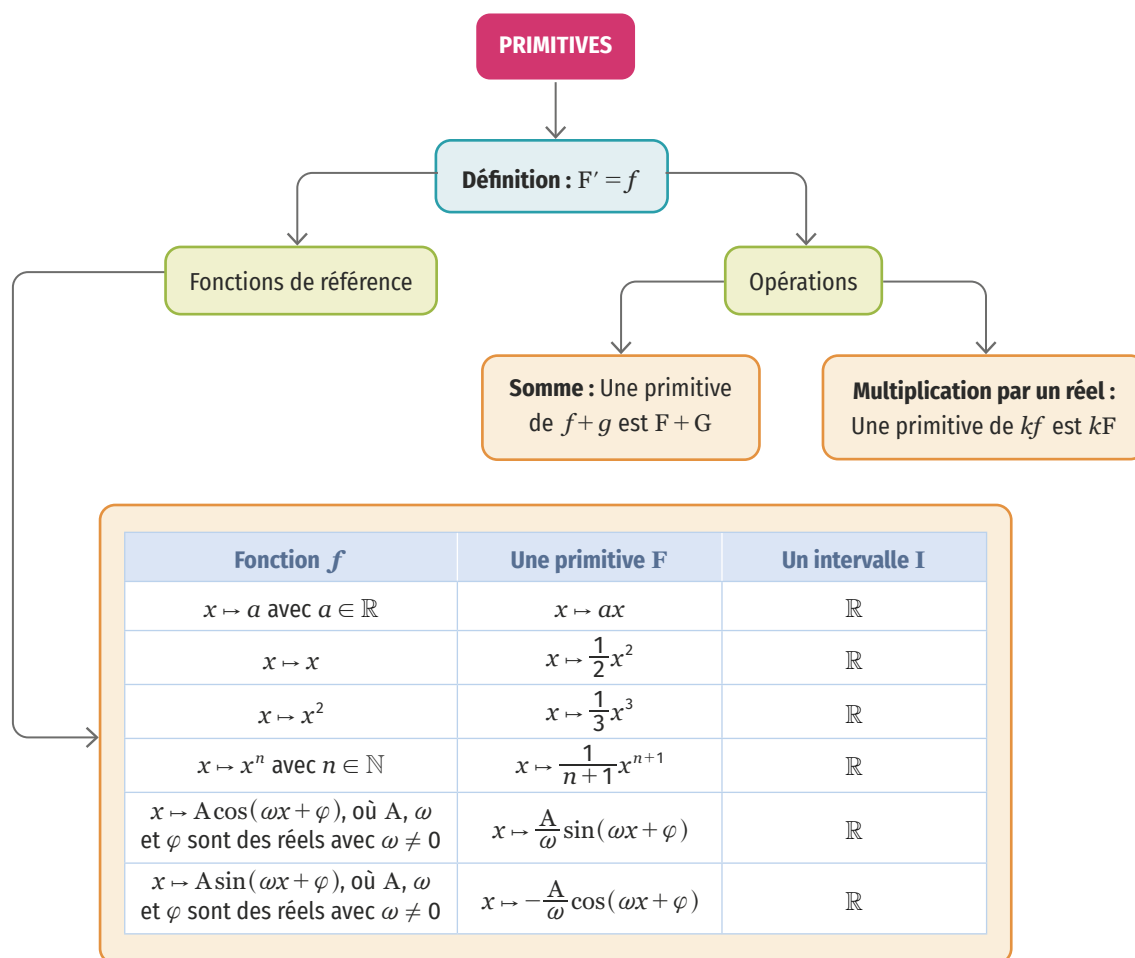 PRIMITIVES
Définition : F′ = f
Fonctions de référence
Opérations
Somme : Une primitive
de f + g est F + G
Multiplication par un réel :
Une primitive de kf est kF
Fonction f | Une primitive F | Un intervalle I
x ↦ a avec a ∈ ℝ | x ↦ ax | ℝ
x ↦ x | x ↦ 1/2 x² | ℝ
x ↦ x² | x ↦ 1/3 x³ | ℝ
x ↦ xⁿ avec n ∈ ℕ | x ↦ 1/(n+1) xⁿ⁺¹ | ℝ
x ↦ A cos(ωx + φ), où A, ω
et φ sont des réels avec ω ≠ 0 | x ↦ A/ω sin(ωx + φ) | ℝ
x ↦ A sin(ωx + φ), où A, ω
et φ sont des réels avec ω ≠ 0 | x ↦ −A/ω cos(ωx + φ) | ℝ